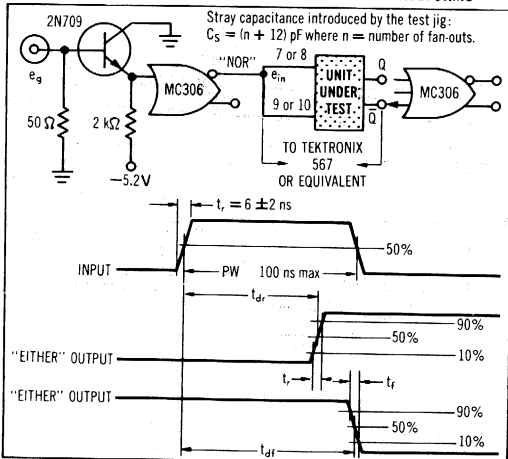 2N709
Stray capacitance introduced by the test jig:
C_S = (n + 12) pF where n = number of fan-outs.
"NOR"
7 or 8
e_g
MC306
e_in
UNIT
UNDER
TEST
Q
Q
MC306
9 or 10
Q̅
50 Ω
2 kΩ
TO TEKTRONIX
567
OR EQUIVALENT
−5.2V
t_r = 6 ±2 ns
50%
INPUT
PW
100 ns max
t_dr
90%
50%
"EITHER" OUTPUT
10%
t_r
t_f
"EITHER" OUTPUT
90%
50%
10%
t_df